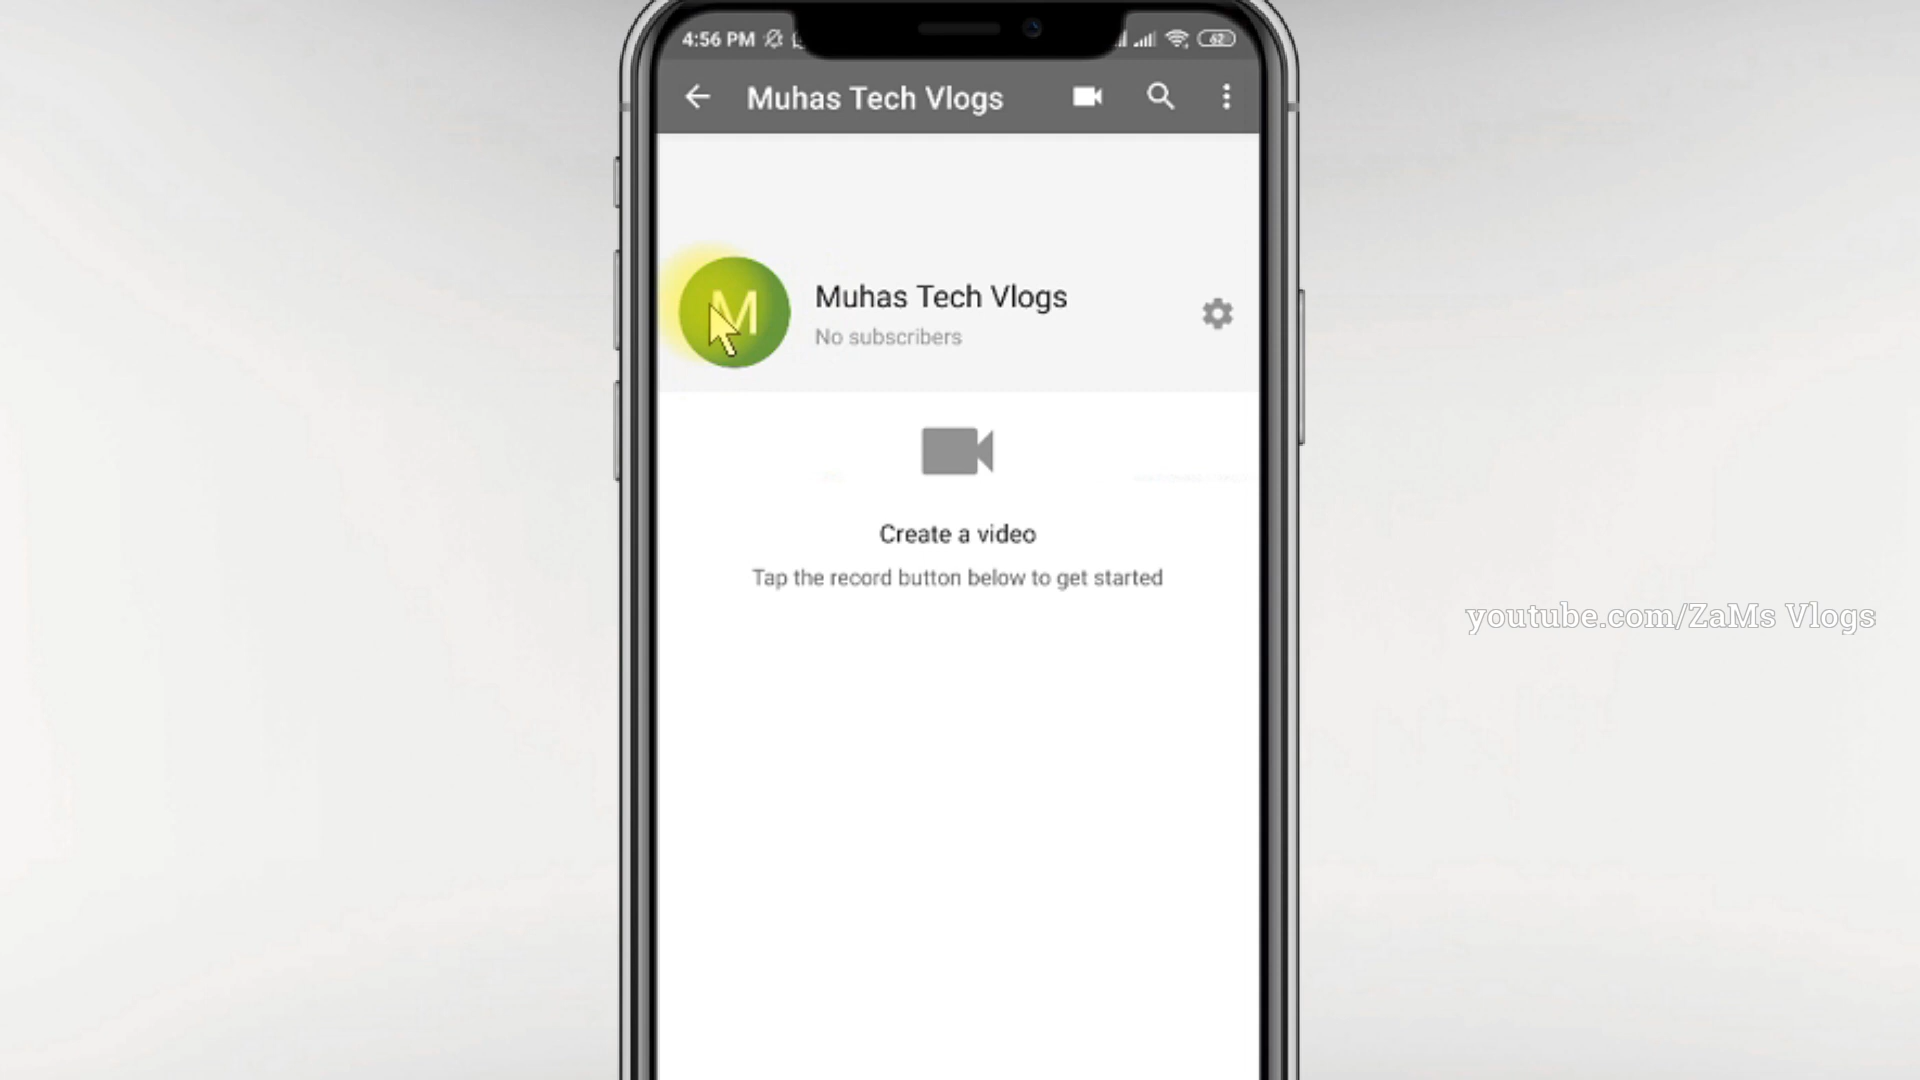 4:56 PM
62
Muhas Tech Vlogs
M
Muhas Tech Vlogs
No subscribers
Create a video
Tap the record button below to get started
youtube.com/ZaMs Vlogs